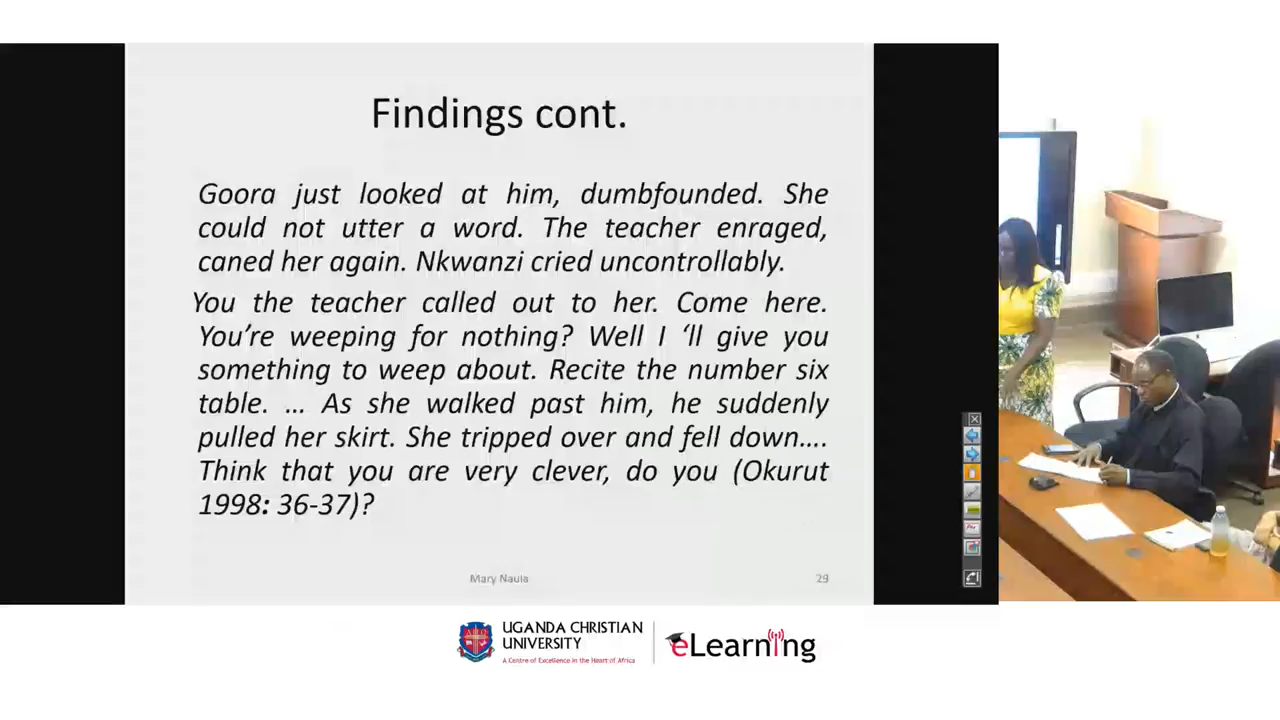 Findings cont.
Goora just looked at him, dumbfounded. She
could not utter a word. The teacher enraged,
caned her again. Nkwanzi cried uncontrollably.
You the teacher called out to her. Come here.
You’re weeping for nothing? Well I ‘ll give you
something to weep about. Recite the number six
table. … As she walked past him, he suddenly
pulled her skirt. She tripped over and fell down….
Think that you are very clever, do you (Okurut
1998: 36-37)?
Mary Naula
29
UGANDA CHRISTIAN
UNIVERSITY
A Centre of Excellence in the Heart of Africa
eLearning